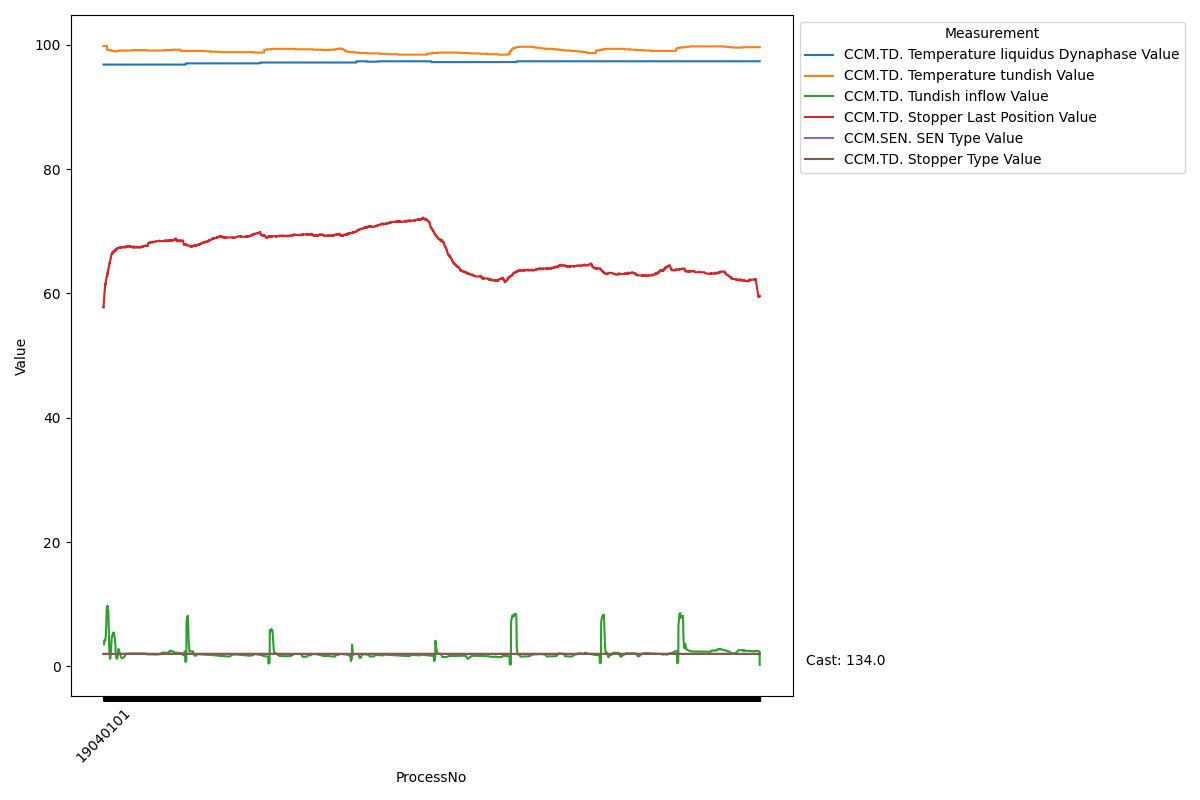 Measurement
CCM.TD. Temperature liquidus Dynaphase Value
CCM.TD. Temperature tundish Value
CCM.TD. Tundish inflow Value
CCM.TD. Stopper Last Position Value
CCM.SEN. SEN Type Value
CCM.TD. Stopper Type Value
100
80
60
40
20
0
Value
Cast: 134.0
19040101
ProcessNo